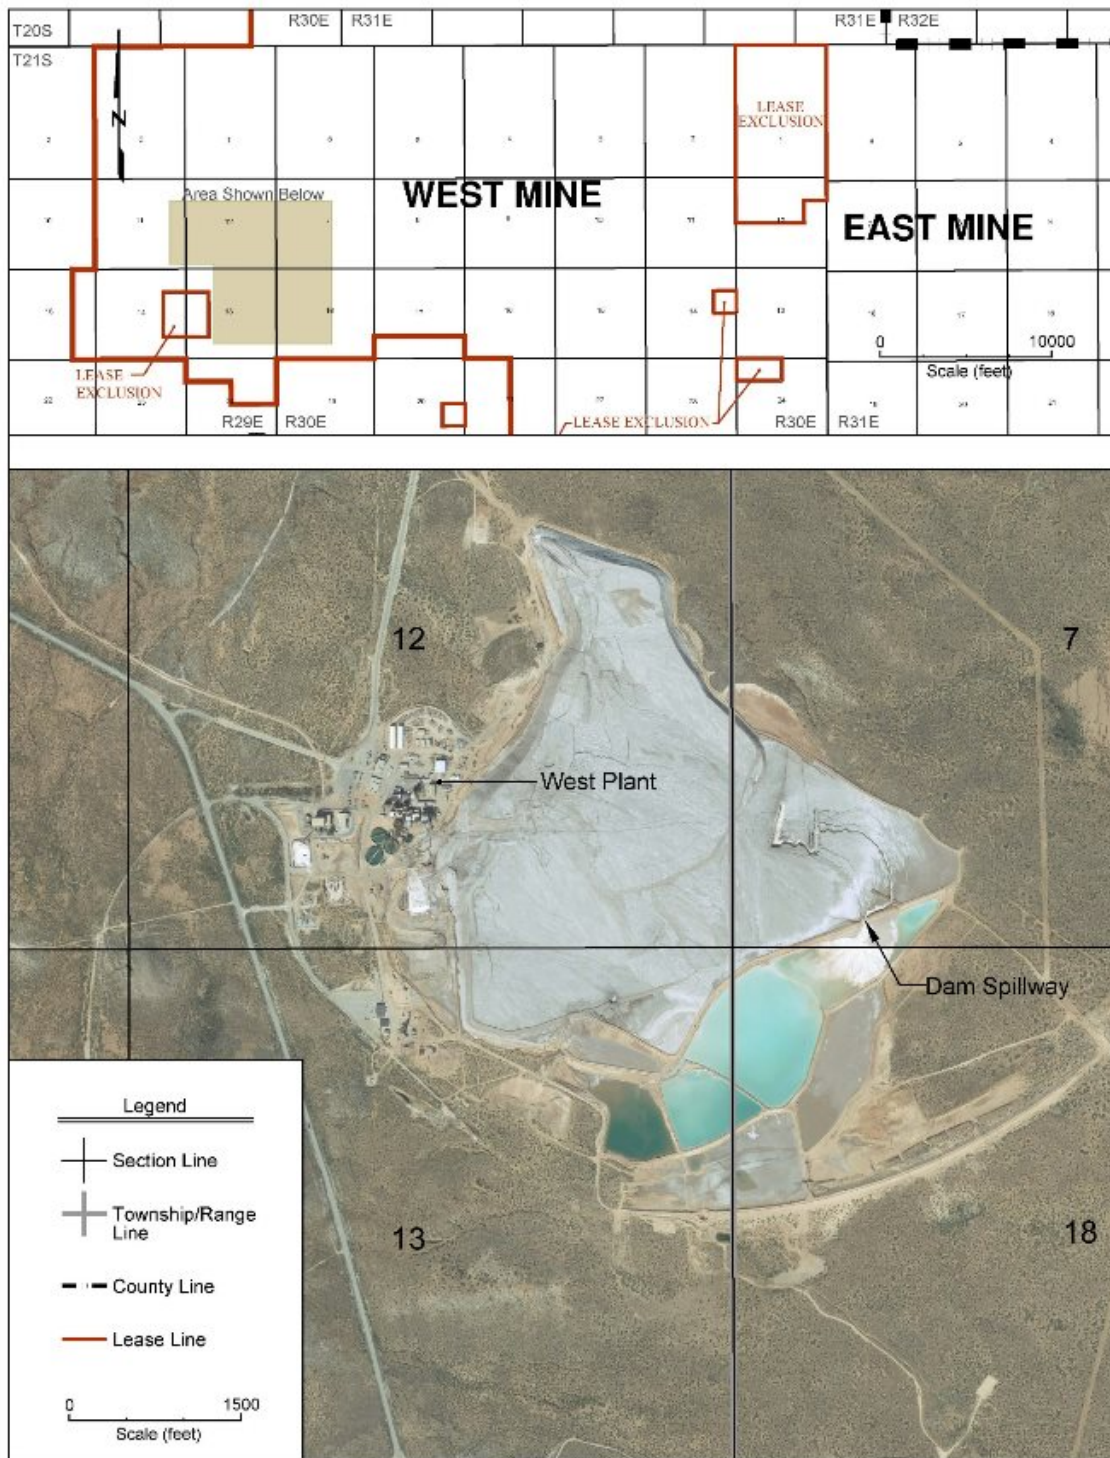 T20S
R30E
R31E
R31E
R32E
T21S
N
LEASE
EXCLUSION
Area Shown Below
WEST MINE
EAST MINE
0
10000
Scale (feet)
LEASE
EXCLUSION
LEASE EXCLUSION
R29E
R30E
R30E
R31E
12
7
West Plant
Dam Spillway
13
18
Legend
Section Line
Township/Range
Line
County Line
Lease Line
0
1500
Scale (feet)